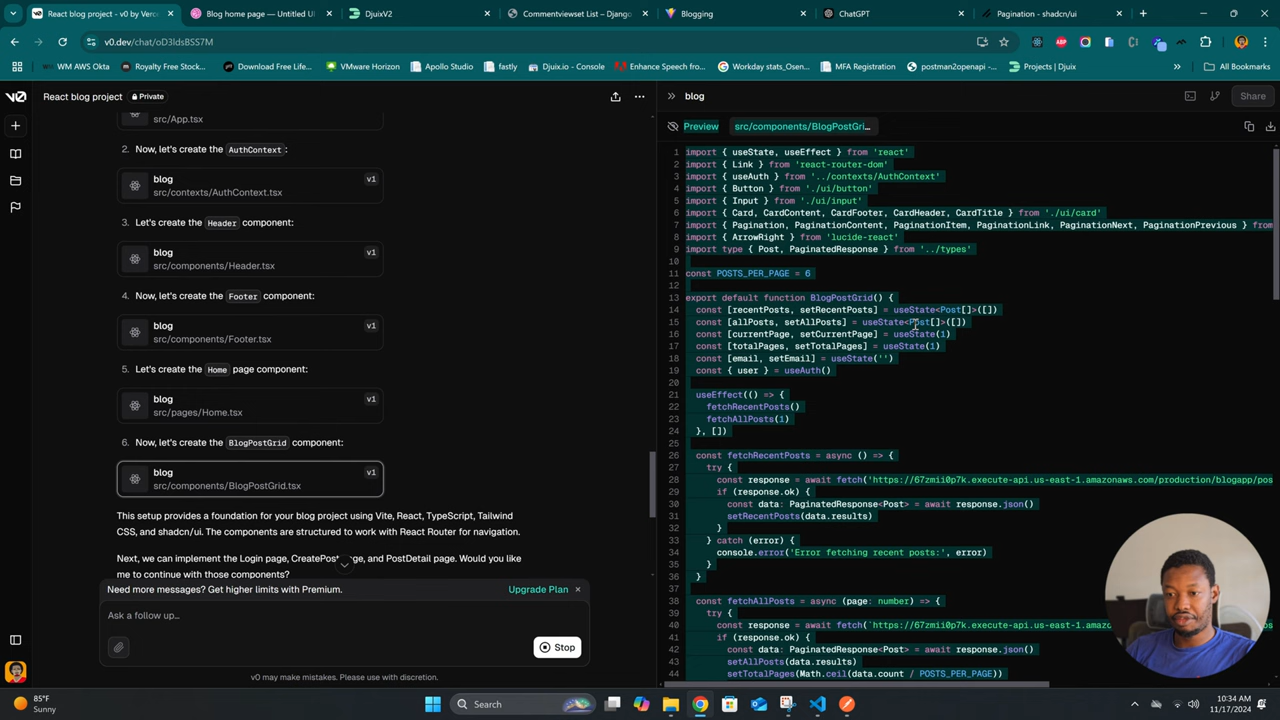 React blog project - v0 by Verc
Blog home page — Untitled UI
DjuixV2
Commentviewset List – Djang
Blogging
ChatGPT
Pagination - shadcn/ui
v0.dev/chat/oD3ldsBSS7M
WM AWS Okta
Royalty Free Stock...
Download Free Life...
VMware Horizon
Apollo Studio
fastly
Djuix.io - Console
Enhance Speech fro...
Workday stats_Osen...
MFA Registration
postman2openapi -...
Projects | Djuix
All Bookmarks
React blog project
Private
blog
Share
Preview
src/components/BlogPostGri...
src/App.tsx
2. Now, let's create the AuthContext:
blog
v1
src/contexts/AuthContext.tsx
3. Let's create the Header component:
blog
v1
src/components/Header.tsx
4. Now, let's create the Footer component:
blog
v1
src/components/Footer.tsx
5. Let's create the Home page component:
blog
v1
src/pages/Home.tsx
6. Now, let's create the BlogPostGrid component:
blog
v1
src/components/BlogPostGrid.tsx
This setup provides a foundation for your blog project using Vite, React, TypeScript, Tailwind
CSS, and shadcn/ui. The components are structured to work with React Router for navigation.
Next, we can implement the Login page, CreatePost page, and PostDetail page. Would you like
me to continue with those components?
Need more messages? Get higher limits with Premium.
Upgrade Plan
Ask a follow up...
Stop
v0 may make mistakes. Please use with discretion.
1 import { useState, useEffect } from 'react'
2 import { Link } from 'react-router-dom'
3 import { useAuth } from '../contexts/AuthContext'
4 import { Button } from './ui/button'
5 import { Input } from './ui/input'
6 import { Card, CardContent, CardFooter, CardHeader, CardTitle } from './ui/card'
7 import { Pagination, PaginationContent, PaginationItem, PaginationLink, PaginationNext, PaginationPrevious } from
8 import { ArrowRight } from 'lucide-react'
9 import type { Post, PaginatedResponse } from '../types'
10
11 const POSTS_PER_PAGE = 6
12
13 export default function BlogPostGrid() {
14 const [recentPosts, setRecentPosts] = useState<Post[]>([])
15 const [allPosts, setAllPosts] = useState<Post[]>([])
16 const [currentPage, setCurrentPage] = useState(1)
17 const [totalPages, setTotalPages] = useState(1)
18 const [email, setEmail] = useState('')
19 const { user } = useAuth()
20
21 useEffect(() => {
22 fetchRecentPosts()
23 fetchAllPosts(1)
24 }, [])
25
26 const fetchRecentPosts = async () => {
27 try {
28 const response = await fetch('https://67zmii0p7k.execute-api.us-east-1.amazonaws.com/production/blogapp/pos
29 if (response.ok) {
30 const data: PaginatedResponse<Post> = await response.json()
31 setRecentPosts(data.results)
32 }
33 } catch (error) {
34 console.error('Error fetching recent posts:', error)
35 }
36 }
37
38 const fetchAllPosts = async (page: number) => {
39 try {
40 const response = await fetch(`https://67zmii0p7k.execute-api.us-east-1.amazo
41 if (response.ok) {
42 const data: PaginatedResponse<Post> = await response.json()
43 setAllPosts(data.results)
44 setTotalPages(Math.ceil(data.count / POSTS_PER_PAGE))
85°F
Sunny
Search
10:34 AM
11/17/2024